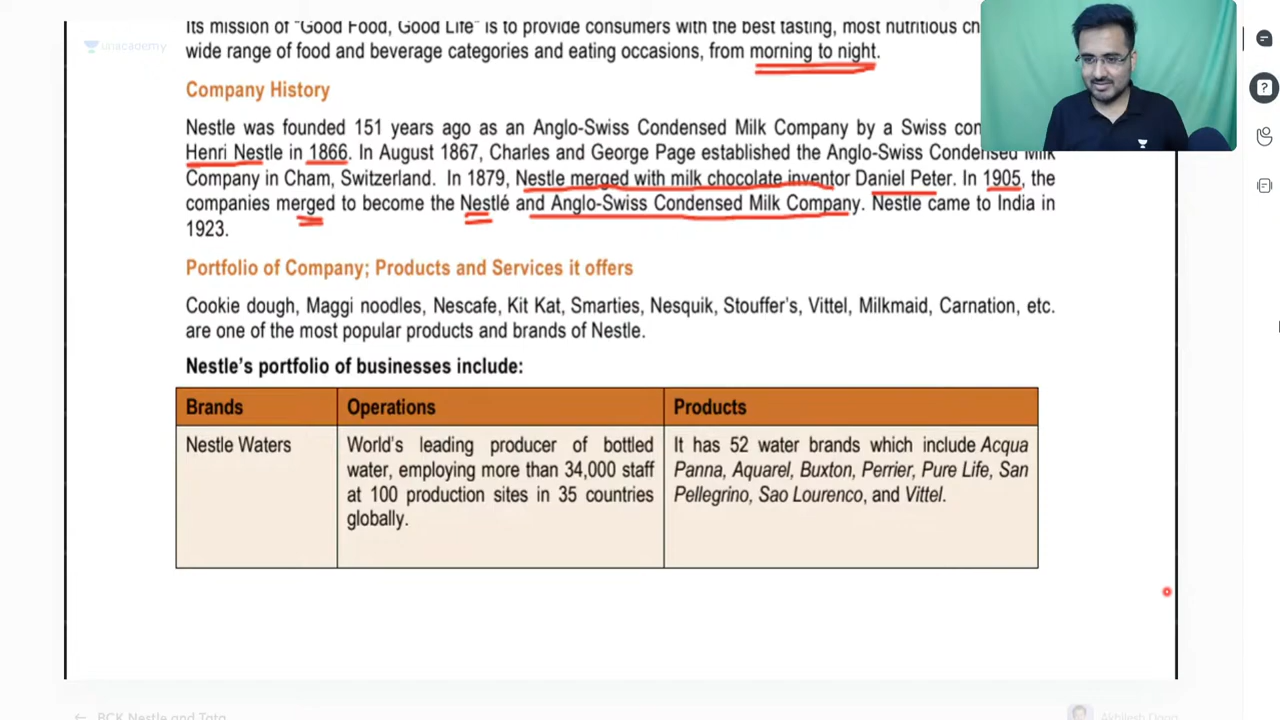 Its mission of "Good Food, Good Life" is to provide consumers with the best tasting, most nutritious
wide range of food and beverage categories and eating occasions, from morning to night.
unacademy
Company History
Nestle was founded 151 years ago as an Anglo-Swiss Condensed Milk Company by a Swiss
Henri Nestle in 1866. In August 1867, Charles and George Page established the Anglo-Swiss Condensed Milk
Company in Cham, Switzerland. In 1879, Nestle merged with milk chocolate inventor Daniel Peter. In 1905, the
companies merged to become the Nestlé and Anglo-Swiss Condensed Milk Company. Nestle came to India in
1923.
Portfolio of Company; Products and Services it offers
Cookie dough, Maggi noodles, Nescafe, Kit Kat, Smarties, Nesquik, Stouffer's, Vittel, Milkmaid, Carnation, etc.
are one of the most popular products and brands of Nestle.
Nestle's portfolio of businesses include:
Brands Operations Products
Nestle Waters
World's leading producer of bottled
water, employing more than 34,000 staff
at 100 production sites in 35 countries
globally.
It has 52 water brands which include Acqua
Panna, Aquarel, Buxton, Perrier, Pure Life, San
Pellegrino, Sao Lourenco, and Vittel.
BCK Nestle and Tata